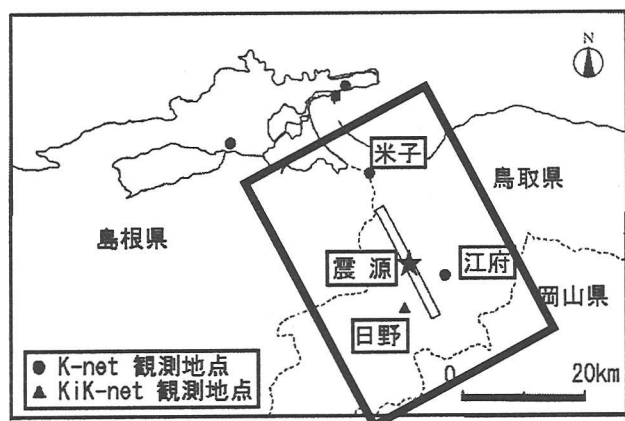 N
米子
鳥取県
島根県
震源
江府
岡山県
日野
● K-net 観測地点
▲ KiK-net 観測地点
0 20km